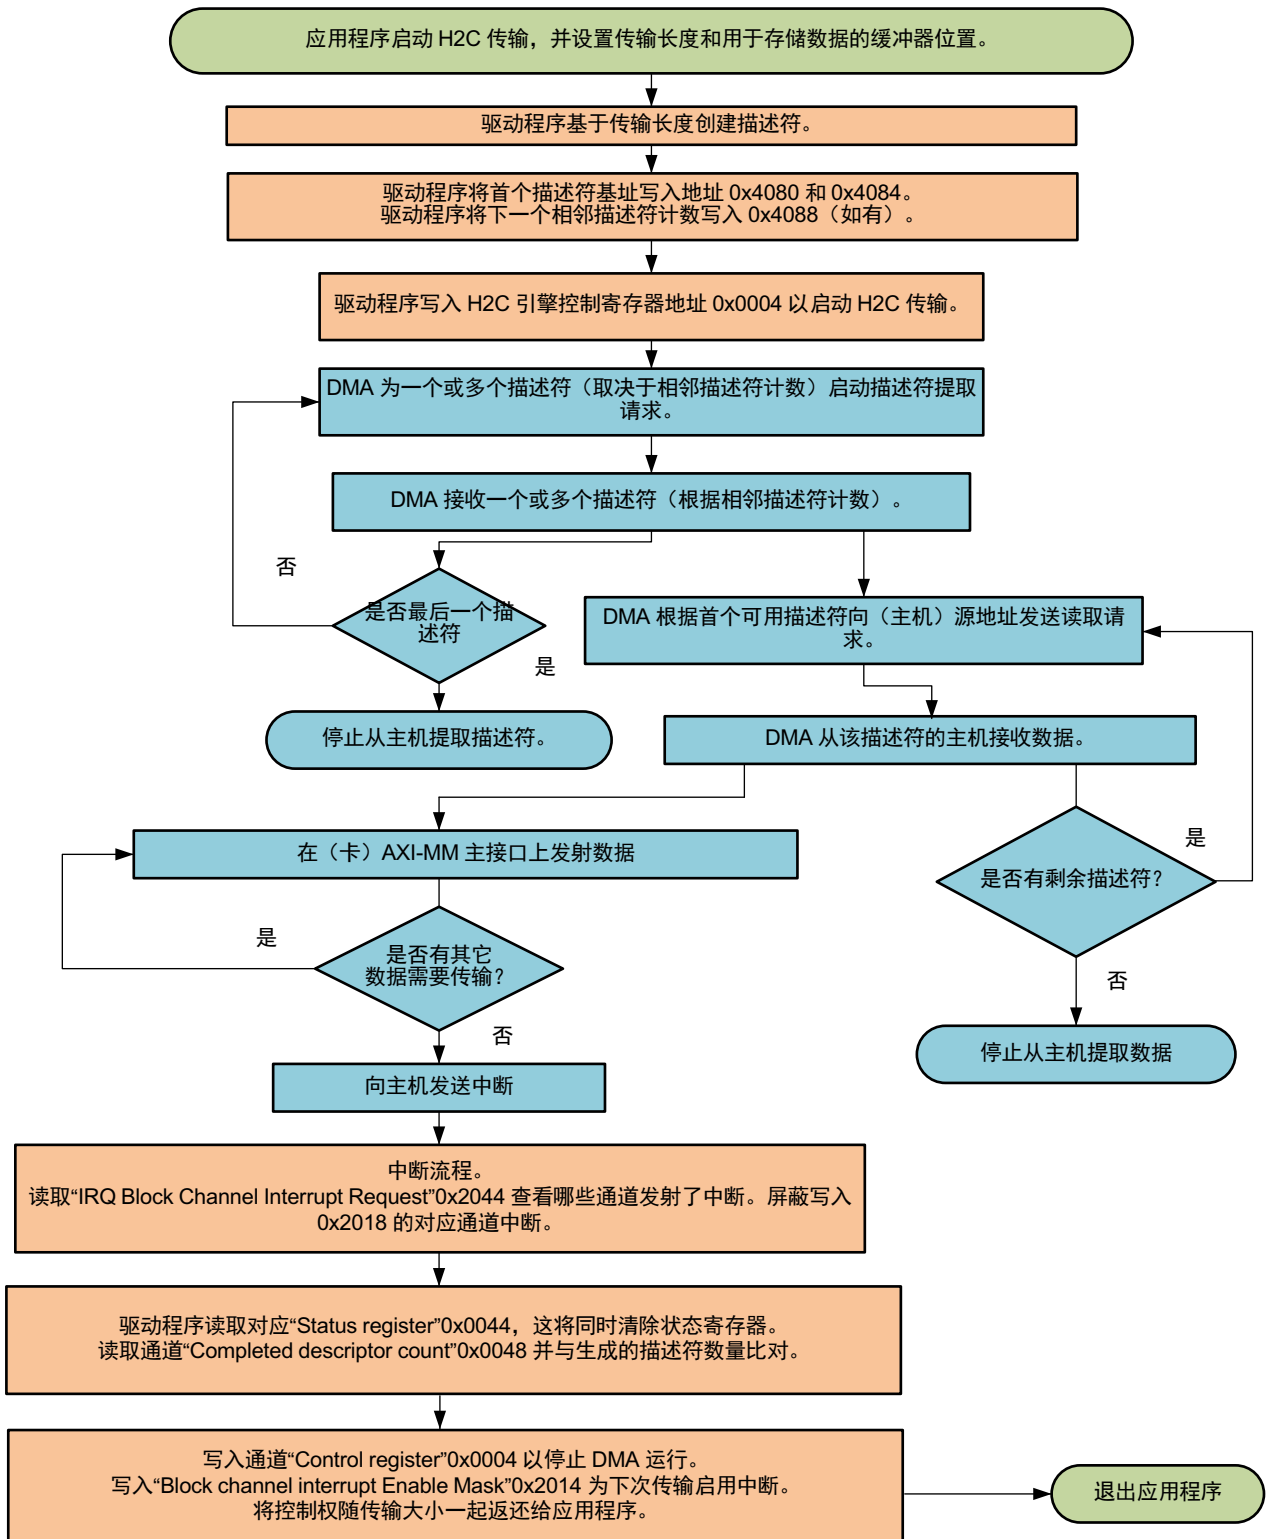 应用程序启动 H2C 传输，并设置传输长度和用于存储数据的缓冲器位置。
驱动程序基于传输长度创建描述符。
驱动程序将首个描述符基址写入地址 0x4080 和 0x4084。
驱动程序将下一个相邻描述符计数写入 0x4088（如有）。
驱动程序写入 H2C 引擎控制寄存器地址 0x0004 以启动 H2C 传输。
DMA 为一个或多个描述符（取决于相邻描述符计数）启动描述符提取
请求。
DMA 接收一个或多个描述符（根据相邻描述符计数）。
否
是否最后一个描
述符
是
停止从主机提取描述符。
DMA 根据首个可用描述符向（主机）源地址发送读取请
求。
DMA 从该描述符的主机接收数据。
在（卡）AXI-MM 主接口上发射数据
是
是否有剩余描述符？
否
停止从主机提取数据
是
是否有其它
数据需要传输？
否
向主机发送中断
中断流程。
读取“IRQ Block Channel Interrupt Request”0x2044 查看哪些通道发射了中断。屏蔽写入
0x2018 的对应通道中断。
驱动程序读取对应“Status register”0x0044，这将同时清除状态寄存器。
读取通道“Completed descriptor count”0x0048 并与生成的描述符数量比对。
写入通道“Control register”0x0004 以停止 DMA 运行。
写入“Block channel interrupt Enable Mask”0x2014 为下次传输启用中断。
将控制权随传输大小一起返还给应用程序。
退出应用程序